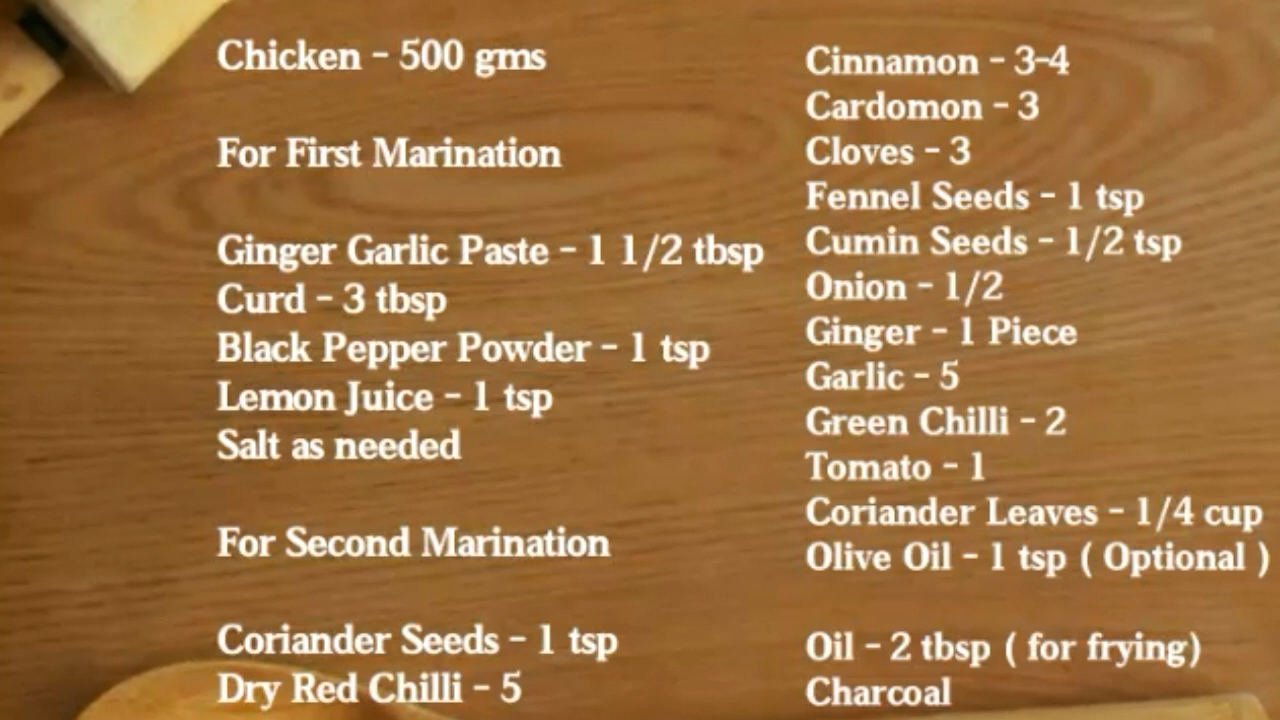 Chicken - 500 gms
For First Marination
Ginger Garlic Paste - 1 1/2 tbsp
Curd - 3 tbsp
Black Pepper Powder - 1 tsp
Lemon Juice - 1 tsp
Salt as needed
For Second Marination
Coriander Seeds - 1 tsp
Dry Red Chilli - 5
Cinnamon - 3-4
Cardomon - 3
Cloves - 3
Fennel Seeds - 1 tsp
Cumin Seeds - 1/2 tsp
Onion - 1/2
Ginger - 1 Piece
Garlic - 5
Green Chilli - 2
Tomato - 1
Coriander Leaves - 1/4 cup
Olive Oil - 1 tsp ( Optional )
Oil - 2 tbsp ( for frying)
Charcoal